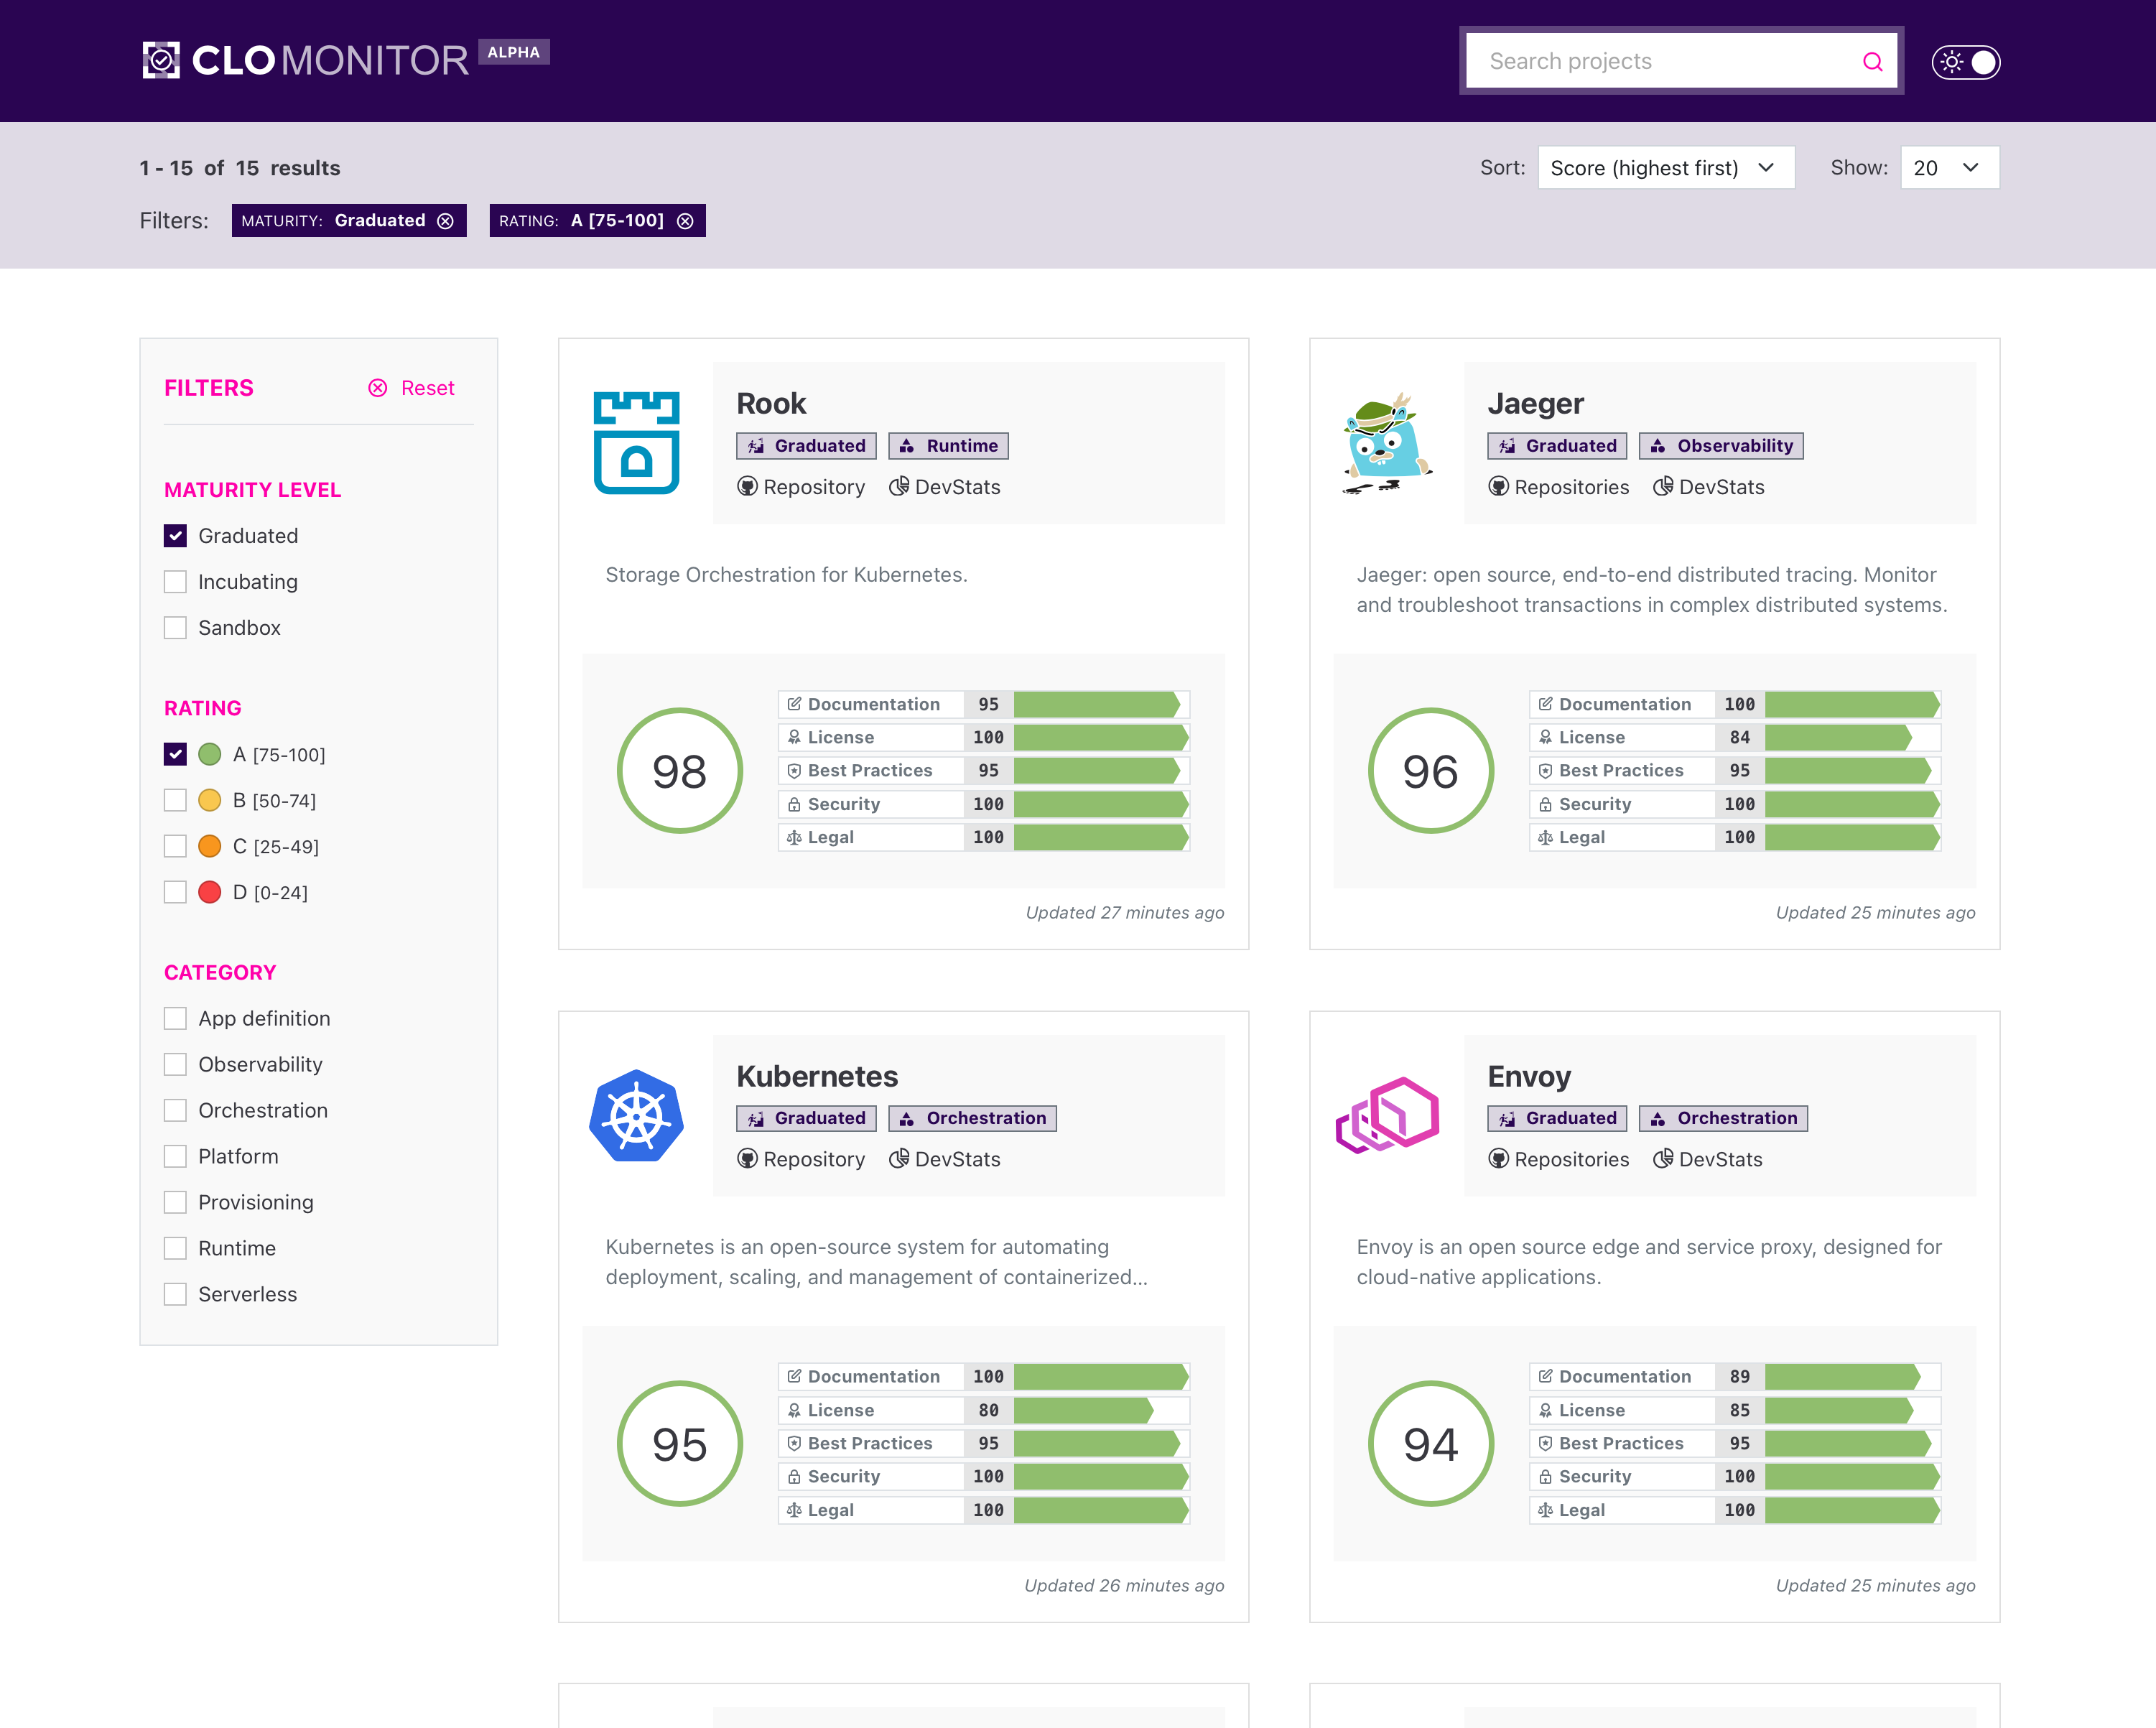 CLOMONITOR ALPHA
Search projects
1 - 15 of 15 results
Sort: Score (highest first) Show: 20
Filters: MATURITY: Graduated RATING: A [75-100]
FILTERS Reset
MATURITY LEVEL
Graduated
Incubating
Sandbox
RATING
A [75-100]
B [50-74]
C [25-49]
D [0-24]
CATEGORY
App definition
Observability
Orchestration
Platform
Provisioning
Runtime
Serverless
Rook
Graduated Runtime
Repository DevStats
Storage Orchestration for Kubernetes.
98
Documentation 95
License 100
Best Practices 95
Security 100
Legal 100
Updated 27 minutes ago
Jaeger
Graduated Observability
Repositories DevStats
Jaeger: open source, end-to-end distributed tracing. Monitor
and troubleshoot transactions in complex distributed systems.
96
Documentation 100
License 84
Best Practices 95
Security 100
Legal 100
Updated 25 minutes ago
Kubernetes
Graduated Orchestration
Repository DevStats
Kubernetes is an open-source system for automating
deployment, scaling, and management of containerized...
95
Documentation 100
License 80
Best Practices 95
Security 100
Legal 100
Updated 26 minutes ago
Envoy
Graduated Orchestration
Repositories DevStats
Envoy is an open source edge and service proxy, designed for
cloud-native applications.
94
Documentation 89
License 85
Best Practices 95
Security 100
Legal 100
Updated 25 minutes ago